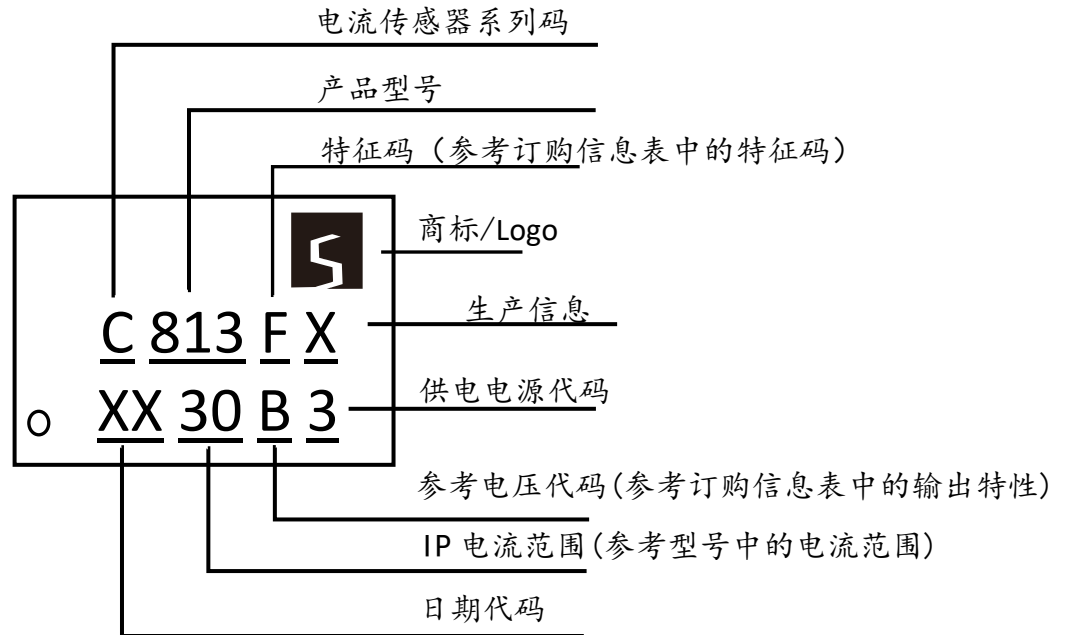 电流传感器系列码
产品型号
特征码（参考订购信息表中的特征码）
商标/Logo
C 813 F X
生产信息
XX 30 B 3
供电电源代码
参考电压代码(参考订购信息表中的输出特性)
IP 电流范围(参考型号中的电流范围)
日期代码